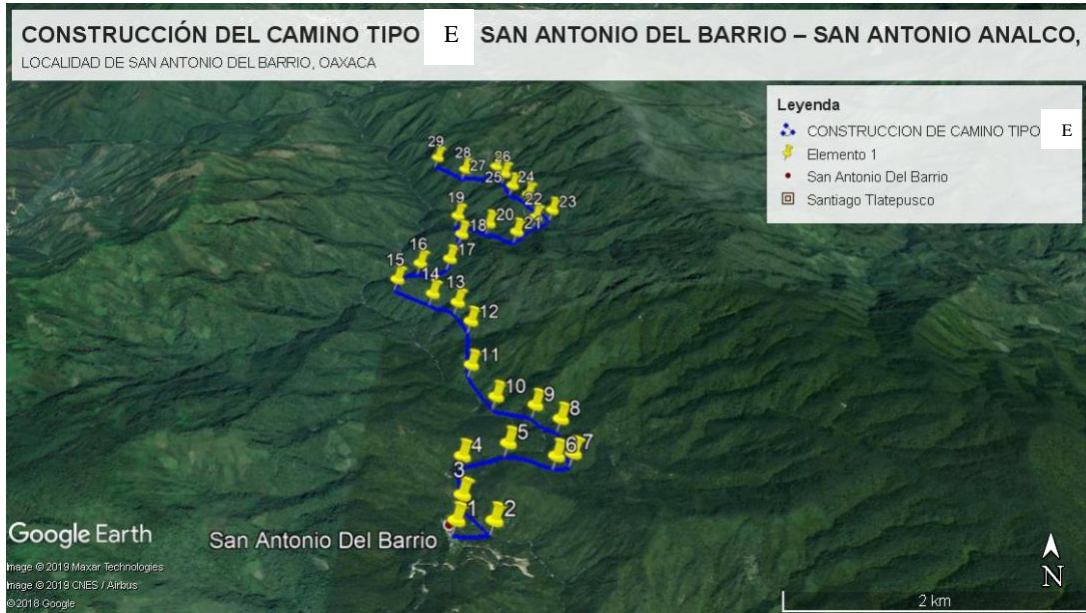 CONSTRUCCIÓN DEL CAMINO TIPO E SAN ANTONIO DEL BARRIO – SAN ANTONIO ANALCO,
LOCALIDAD DE SAN ANTONIO DEL BARRIO, OAXACA
Leyenda
CONSTRUCCION DE CAMINO TIPO E
Elemento 1
San Antonio Del Barrio
Santiago Tlatepusco
29
28
27
26
25
24
23
22
21
20
19
18
17
16
15
14
13
12
11
10
9
8
7
6
5
4
3
2
1
San Antonio Del Barrio
Google Earth
Image © 2019 Maxar Technologies
Image © 2019 CNES / Airbus
© 2018 Google
N
2 km